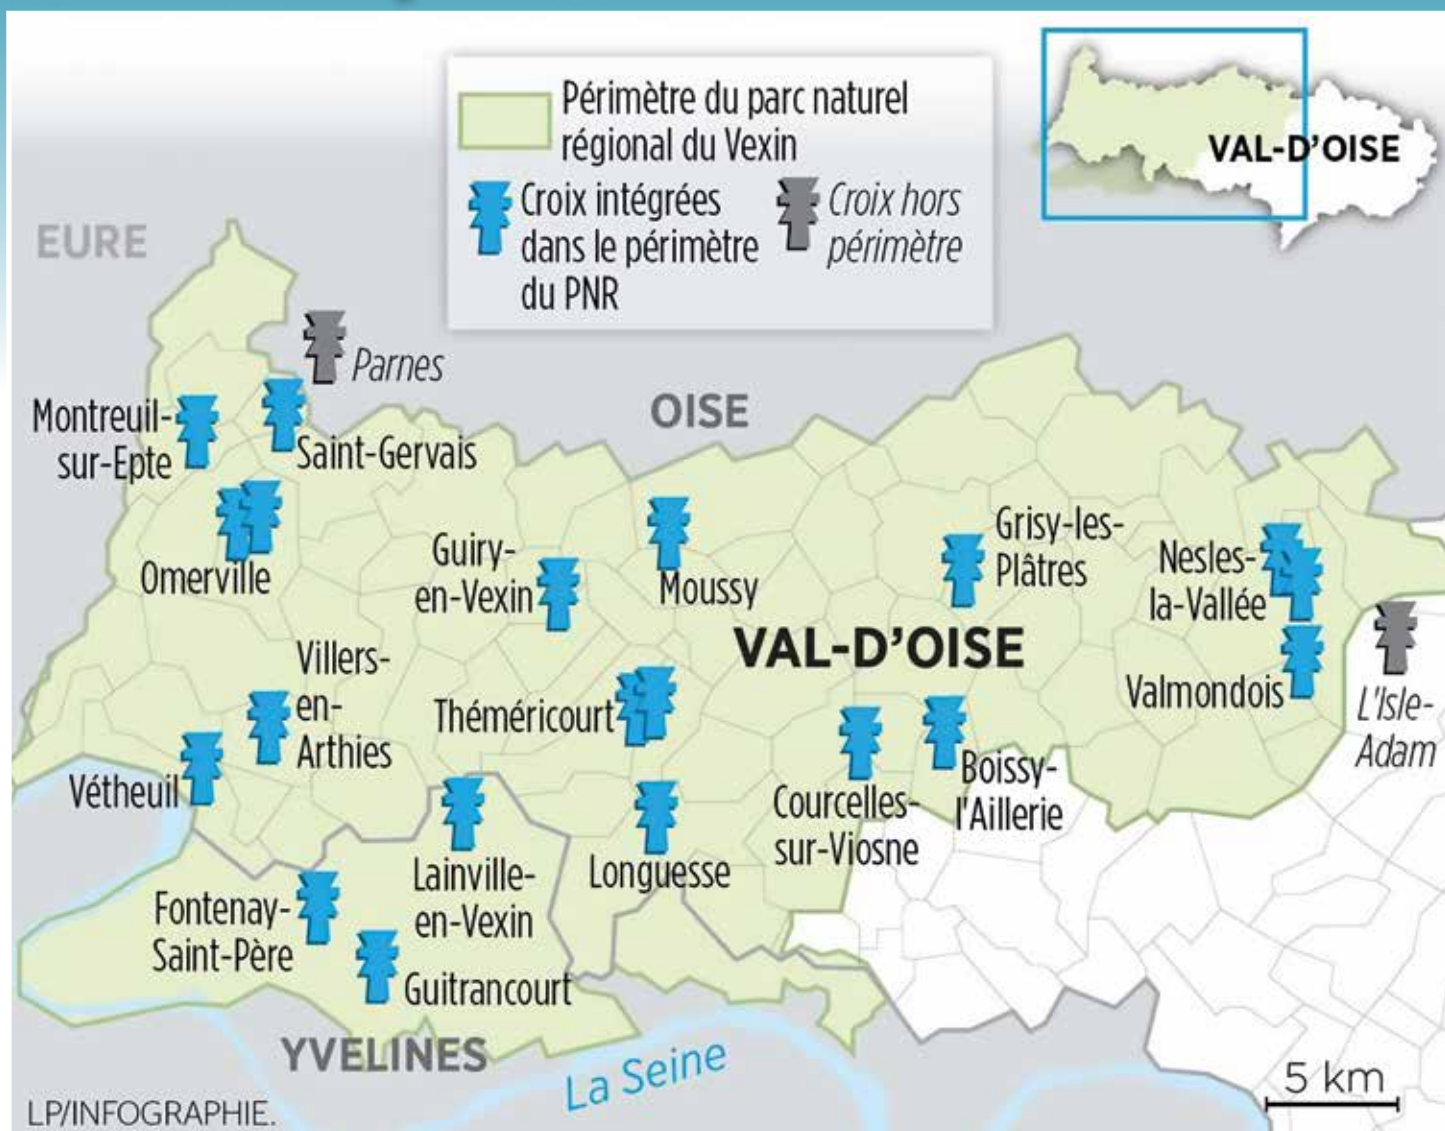 Périmètre du parc naturel
régional du Vexin
Croix intégrées
dans le périmètre
du PNR
Croix hors
périmètre
VAL-D'OISE
EURE
Parnes
OISE
Montreuil-
sur-Epte
Saint-Gervais
Omerville
Guiry-
en-Vexin
Moussy
Grisy-les-
Plâtres
Nesles-
la-Vallée
VAL-D'OISE
Villers-
en-
Arthies
Théméricourt
Valmondois
L'Isle-
Adam
Vétheuil
Boissy-
l'Aillerie
Courcelles-
sur-Viosne
Lainville-
en-Vexin
Longuesse
Fontenay-
Saint-Père
Guitrancourt
YVELINES
La Seine
5 km
LP/INFOGRAPHIE.